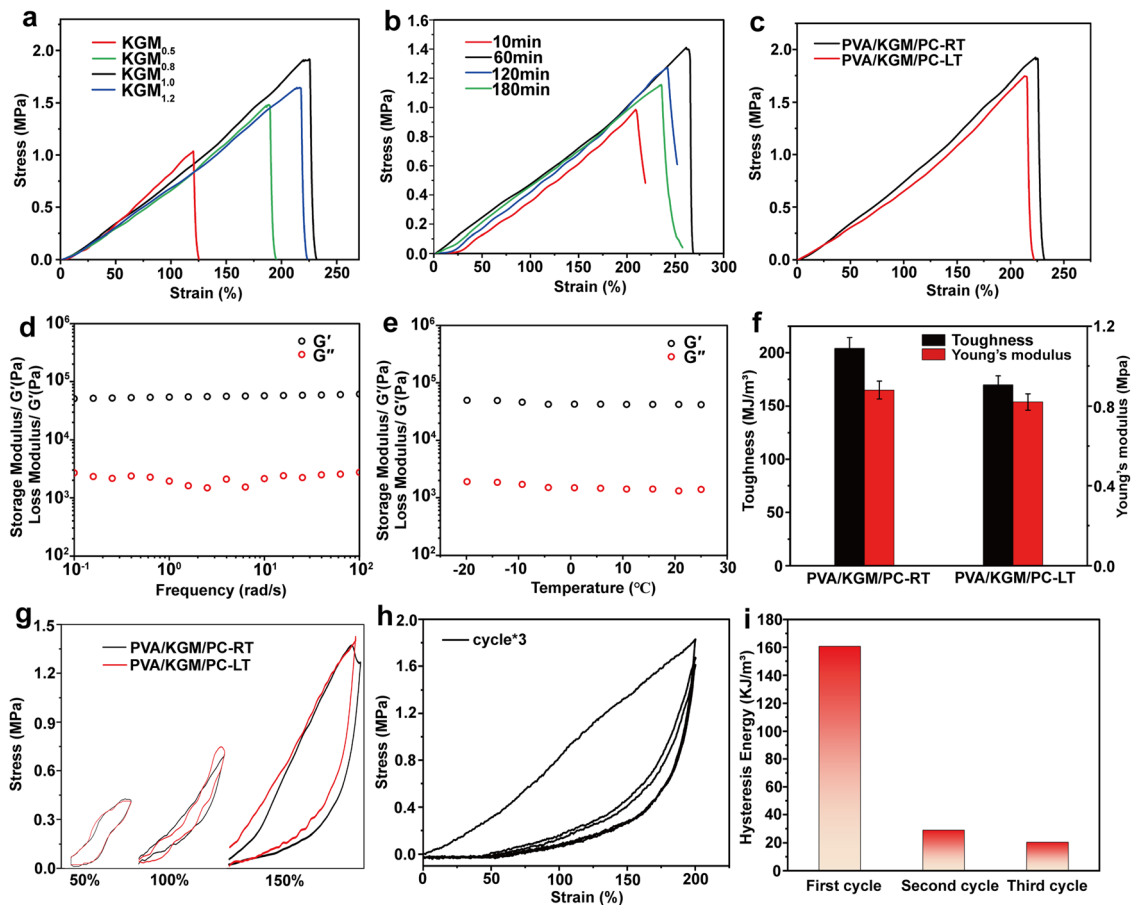 a
KGM0.5
KGM0.8
KGM1.0
KGM1.2
Stress (MPa)
2.0
1.5
1.0
0.5
0.0
0 50 100 150 200 250
Strain (%)
b
10min
60min
120min
180min
Stress (MPa)
1.6
1.4
1.2
1.0
0.8
0.6
0.4
0.2
0.0
0 50 100 150 200 250 300
Strain (%)
c
PVA/KGM/PC-RT
PVA/KGM/PC-LT
Stress (MPa)
2.0
1.5
1.0
0.5
0.0
0 50 100 150 200 250
Strain (%)
d
G′
G″
Storage Modulus/ G′(Pa)
Loss Modulus/ G′(Pa)
10⁶
10⁵
10⁴
10³
10²
10⁻¹ 10⁰ 10¹ 10²
Frequency (rad/s)
e
G′
G″
Storage Modulus/ G′(Pa)
Loss Modulus/ G′(Pa)
10⁶
10⁵
10⁴
10³
10²
-20 -10 0 10 20 30
Temperature (℃)
f
Toughness
Young's modulus
Toughness (MJ/m³)
200
150
100
50
0
Young's modulus (Mpa)
1.2
0.8
0.4
0.0
PVA/KGM/PC-RT PVA/KGM/PC-LT
g
PVA/KGM/PC-RT
PVA/KGM/PC-LT
Stress (MPa)
1.5
1.2
0.9
0.6
0.3
0.0
50% 100% 150%
h
cycle*3
Stress (MPa)
2.0
1.6
1.2
0.8
0.4
0.0
0 50 100 150 200
Strain (%)
i
Hysteresis Energy (KJ/m³)
180
160
140
120
100
80
60
40
20
0
First cycle Second cycle Third cycle